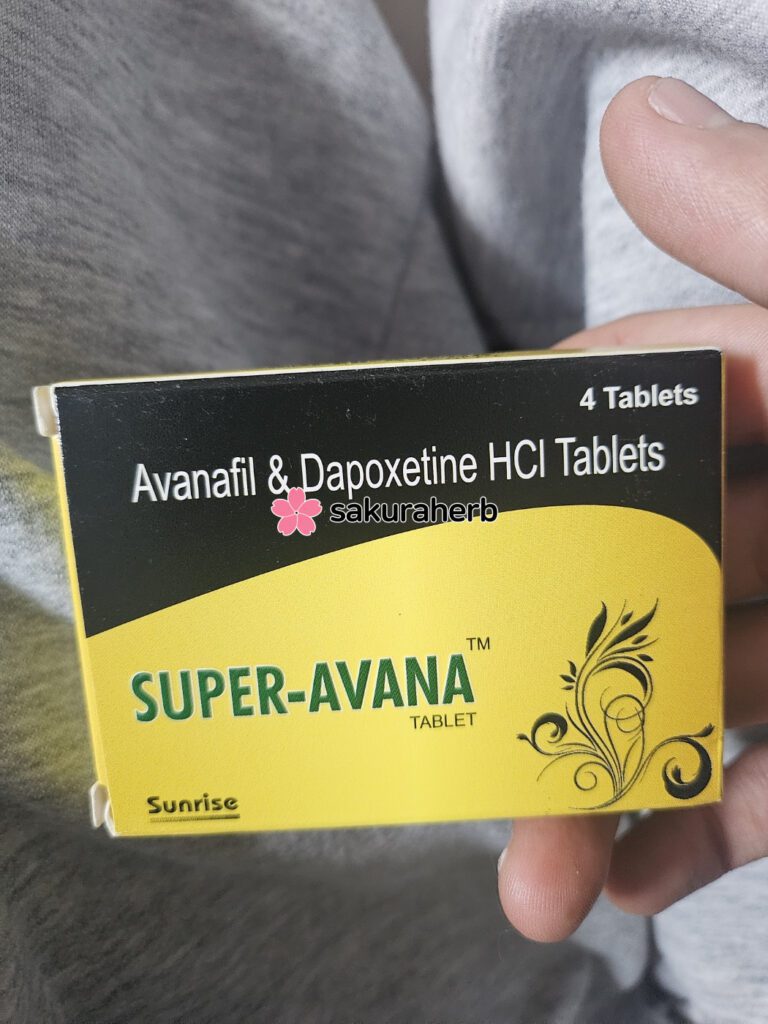 4 Tablets
Avanafil & Dapoxetine HCl Tablets
sakuraherb
SUPER-AVANA™
TABLET
Sunrise